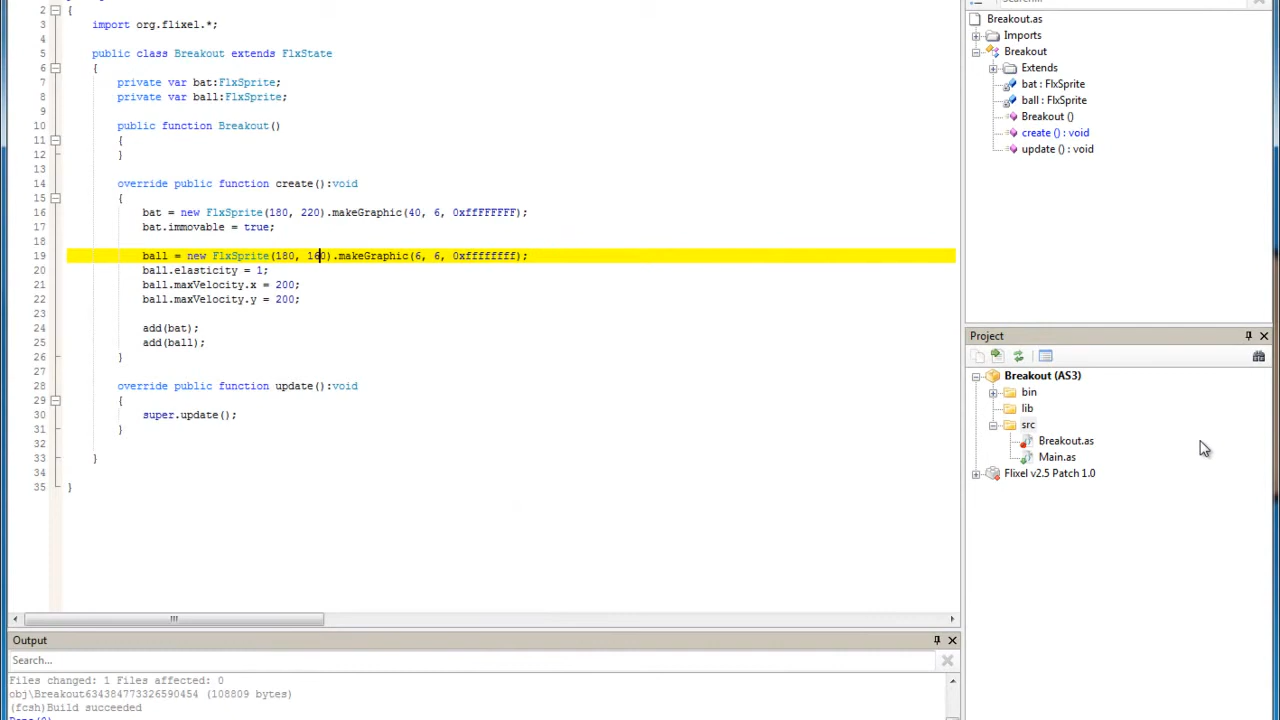 2 {
3 import org.flixel.*;
4
5 public class Breakout extends FlxState
6 {
7 private var bat:FlxSprite;
8 private var ball:FlxSprite;
9
10 public function Breakout()
11 {
12 }
13
14 override public function create():void
15 {
16 bat = new FlxSprite(180, 220).makeGraphic(40, 6, 0xffFFFFFF);
17 bat.immovable = true;
18
19 ball = new FlxSprite(180, 160).makeGraphic(6, 6, 0xffffffff);
20 ball.elasticity = 1;
21 ball.maxVelocity.x = 200;
22 ball.maxVelocity.y = 200;
23
24 add(bat);
25 add(ball);
26 }
27
28 override public function update():void
29 {
30 super.update();
31 }
32
33 }
34
35 }
Output
Search...
Files changed: 1 Files affected: 0
obj\Breakout634384773326590454 (108809 bytes)
(fcsh)Build succeeded
Done(0)
Breakout.as
Imports
Breakout
Extends
bat : FlxSprite
ball : FlxSprite
Breakout ()
create () : void
update () : void
Project
Breakout (AS3)
bin
lib
src
Breakout.as
Main.as
Flixel v2.5 Patch 1.0